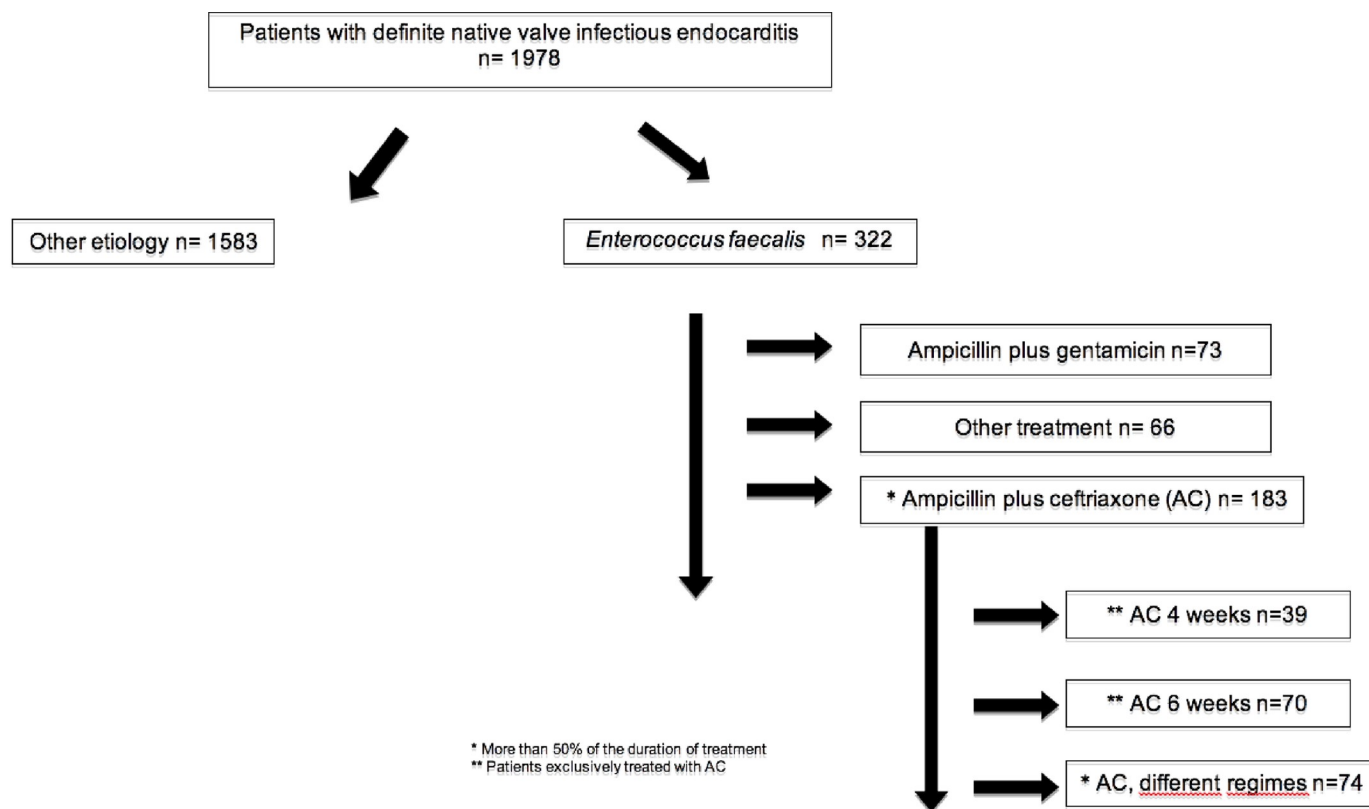 Patients with definite native valve infectious endocarditis
n= 1978
Other etiology n= 1583
Enterococcus faecalis n= 322
Ampicillin plus gentamicin n=73
Other treatment n= 66
* Ampicillin plus ceftriaxone (AC) n= 183
** AC 4 weeks n=39
** AC 6 weeks n=70
* More than 50% of the duration of treatment
** Patients exclusively treated with AC
* AC, different regimes n=74